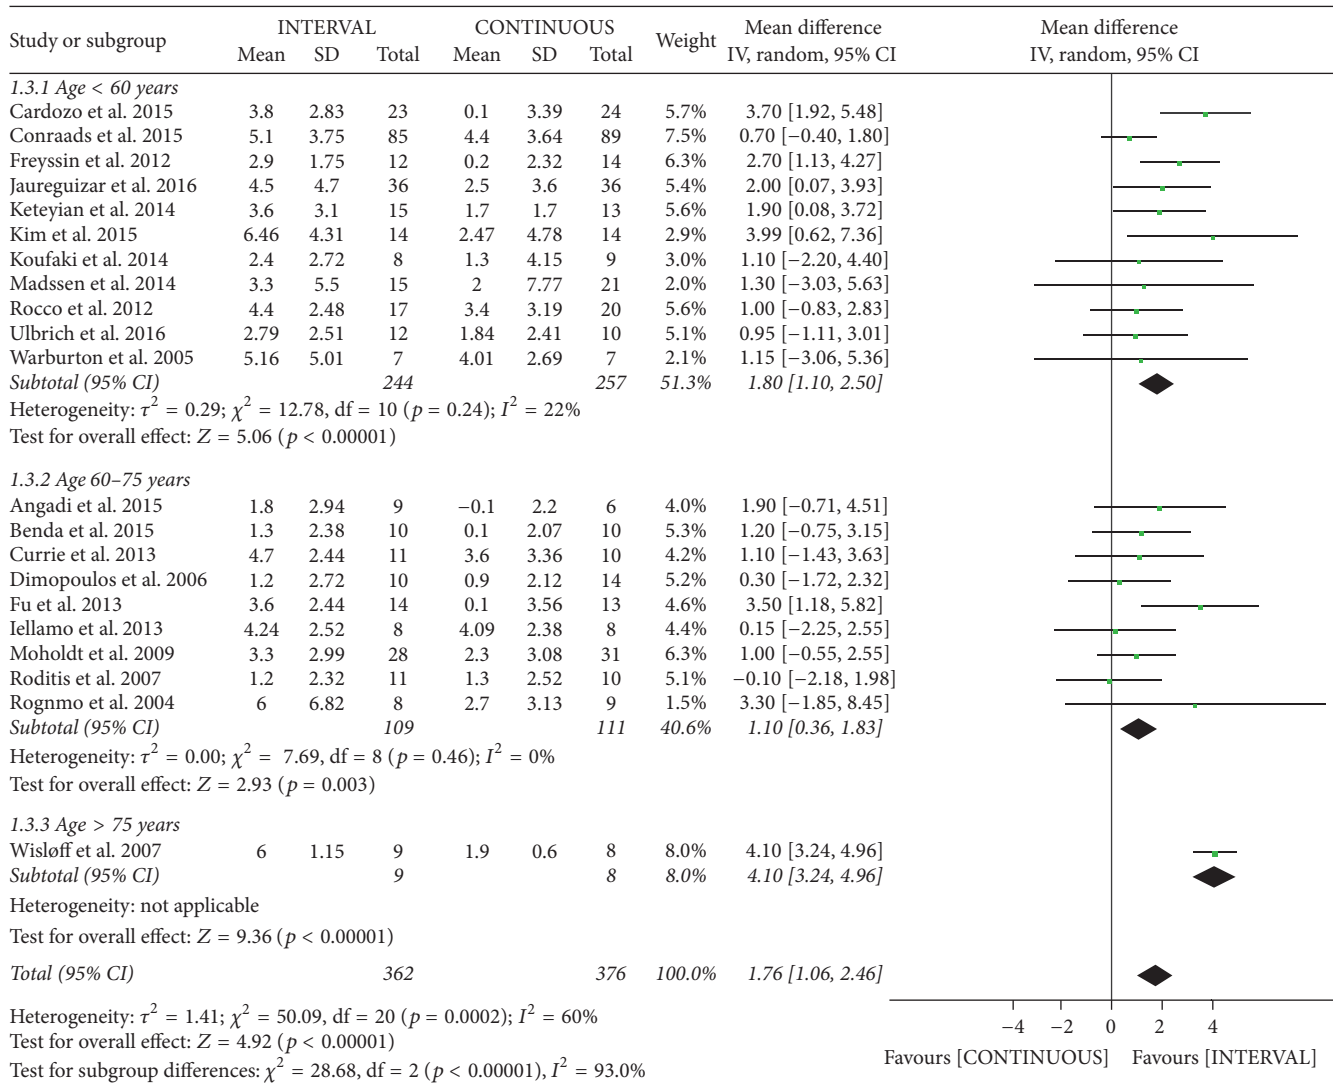 Study or subgroup INTERVAL CONTINUOUS Weight Mean difference Mean difference
Mean SD Total Mean SD Total IV, random, 95% CI IV, random, 95% CI
1.3.1 Age < 60 years
Cardozo et al. 2015 3.8 2.83 23 0.1 3.39 24 5.7% 3.70 [1.92, 5.48]
Conraads et al. 2015 5.1 3.75 85 4.4 3.64 89 7.5% 0.70 [−0.40, 1.80]
Freyssin et al. 2012 2.9 1.75 12 0.2 2.32 14 6.3% 2.70 [1.13, 4.27]
Jaureguizar et al. 2016 4.5 4.7 36 2.5 3.6 36 5.4% 2.00 [0.07, 3.93]
Keteyian et al. 2014 3.6 3.1 15 1.7 1.7 13 5.6% 1.90 [0.08, 3.72]
Kim et al. 2015 6.46 4.31 14 2.47 4.78 14 2.9% 3.99 [0.62, 7.36]
Koufaki et al. 2014 2.4 2.72 8 1.3 4.15 9 3.0% 1.10 [−2.20, 4.40]
Madssen et al. 2014 3.3 5.5 15 2 7.77 21 2.0% 1.30 [−3.03, 5.63]
Rocco et al. 2012 4.4 2.48 17 3.4 3.19 20 5.6% 1.00 [−0.83, 2.83]
Ulbrich et al. 2016 2.79 2.51 12 1.84 2.41 10 5.1% 0.95 [−1.11, 3.01]
Warburton et al. 2005 5.16 5.01 7 4.01 2.69 7 2.1% 1.15 [−3.06, 5.36]
Subtotal (95% CI) 244 257 51.3% 1.80 [1.10, 2.50]
Heterogeneity: τ² = 0.29; χ² = 12.78, df = 10 (p = 0.24); I² = 22%
Test for overall effect: Z = 5.06 (p < 0.00001)
1.3.2 Age 60–75 years
Angadi et al. 2015 1.8 2.94 9 −0.1 2.2 6 4.0% 1.90 [−0.71, 4.51]
Benda et al. 2015 1.3 2.38 10 0.1 2.07 10 5.3% 1.20 [−0.75, 3.15]
Currie et al. 2013 4.7 2.44 11 3.6 3.36 10 4.2% 1.10 [−1.43, 3.63]
Dimopoulos et al. 2006 1.2 2.72 10 0.9 2.12 14 5.2% 0.30 [−1.72, 2.32]
Fu et al. 2013 3.6 2.44 14 0.1 3.56 13 4.6% 3.50 [1.18, 5.82]
Iellamo et al. 2013 4.24 2.52 8 4.09 2.38 8 4.4% 0.15 [−2.25, 2.55]
Moholdt et al. 2009 3.3 2.99 28 2.3 3.08 31 6.3% 1.00 [−0.55, 2.55]
Roditis et al. 2007 1.2 2.32 11 1.3 2.52 10 5.1% −0.10 [−2.18, 1.98]
Rognmo et al. 2004 6 6.82 8 2.7 3.13 9 1.5% 3.30 [−1.85, 8.45]
Subtotal (95% CI) 109 111 40.6% 1.10 [0.36, 1.83]
Heterogeneity: τ² = 0.00; χ² = 7.69, df = 8 (p = 0.46); I² = 0%
Test for overall effect: Z = 2.93 (p = 0.003)
1.3.3 Age > 75 years
Wisløff et al. 2007 6 1.15 9 1.9 0.6 8 8.0% 4.10 [3.24, 4.96]
Subtotal (95% CI) 9 8 8.0% 4.10 [3.24, 4.96]
Heterogeneity: not applicable
Test for overall effect: Z = 9.36 (p < 0.00001)
Total (95% CI) 362 376 100.0% 1.76 [1.06, 2.46]
Heterogeneity: τ² = 1.41; χ² = 50.09, df = 20 (p = 0.0002); I² = 60%
Test for overall effect: Z = 4.92 (p < 0.00001)
Test for subgroup differences: χ² = 28.68, df = 2 (p < 0.00001), I² = 93.0%
−4 −2 0 2 4
Favours [CONTINUOUS] Favours [INTERVAL]